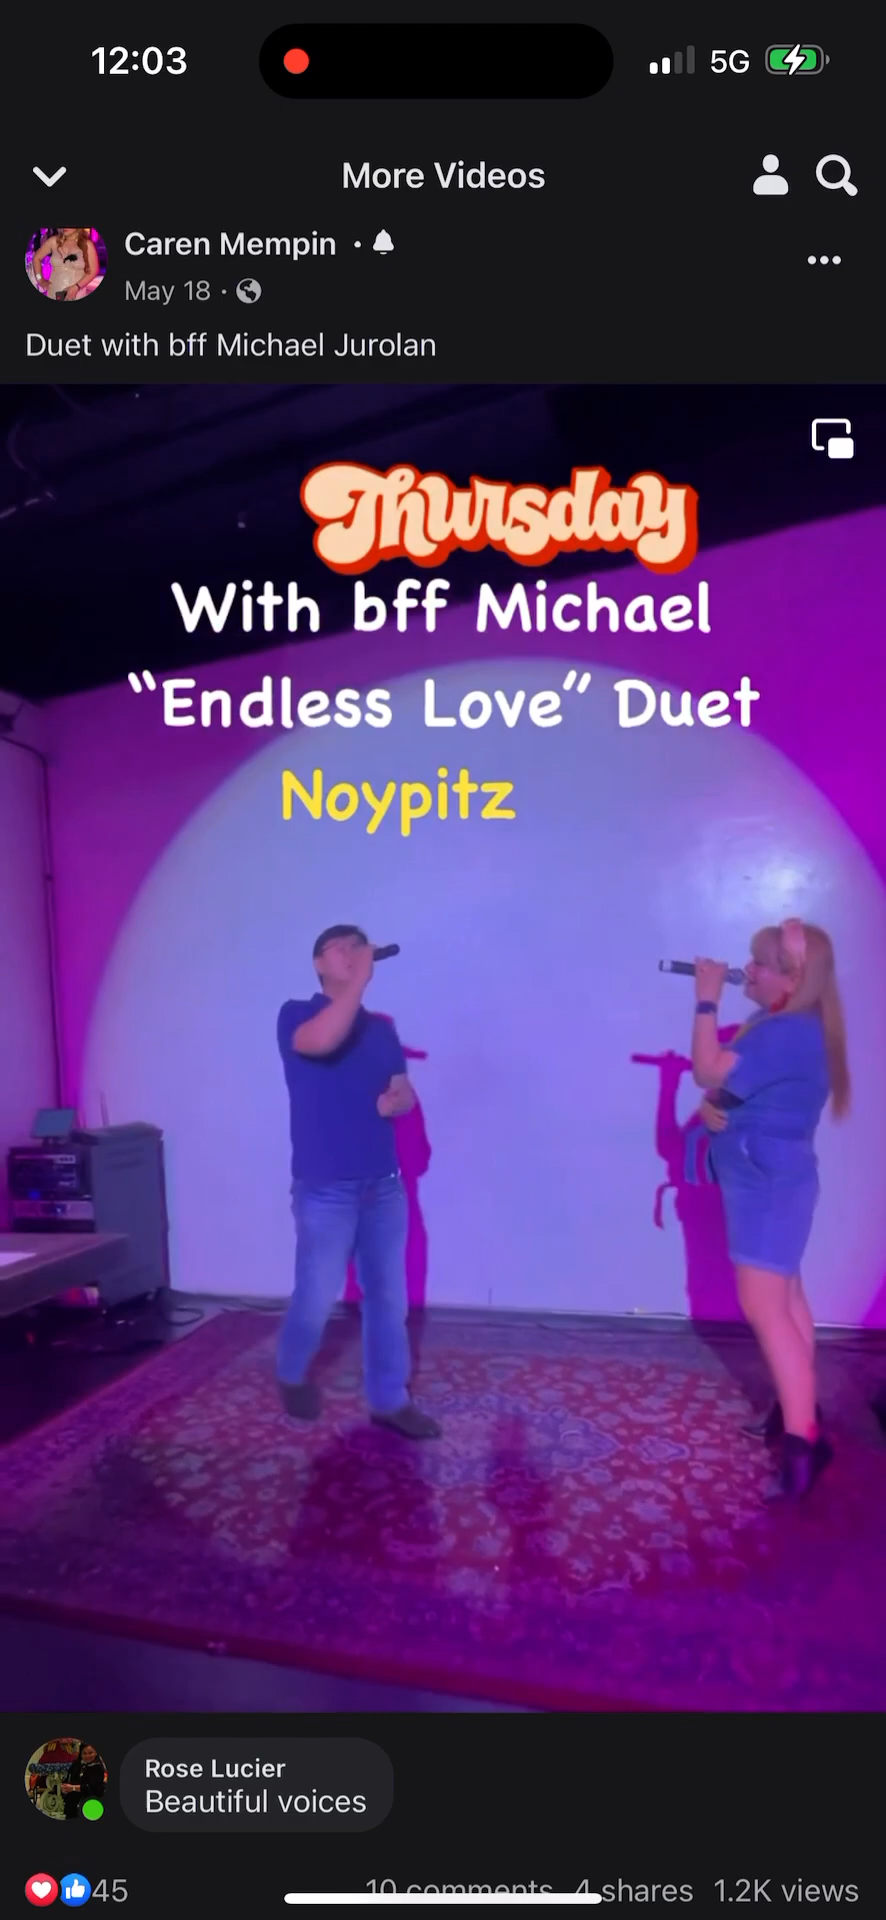 12:03
5G
More Videos
Caren Mempin ·
May 18 ·
Duet with bff Michael Jurolan
Thursday
With bff Michael
“Endless Love” Duet
Noypitz
Rose Lucier
Beautiful voices
45 10 comments 4 shares 1.2K views